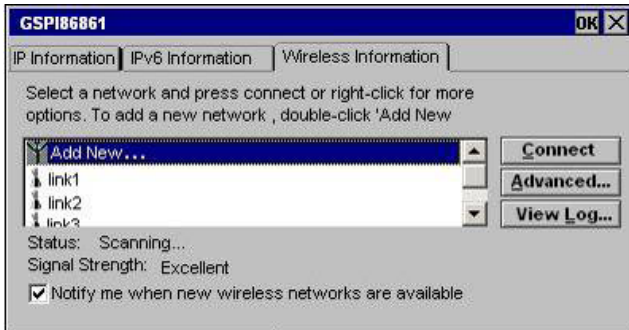 GSPI86861 OK
IP Information IPv6 Information Wireless Information
Select a network and press connect or right-click for more
options. To add a new network , double-click 'Add New
Add New... Connect
link1 Advanced...
link2
link3 View Log...
Status: Scanning...
Signal Strength: Excellent
Notify me when new wireless networks are available